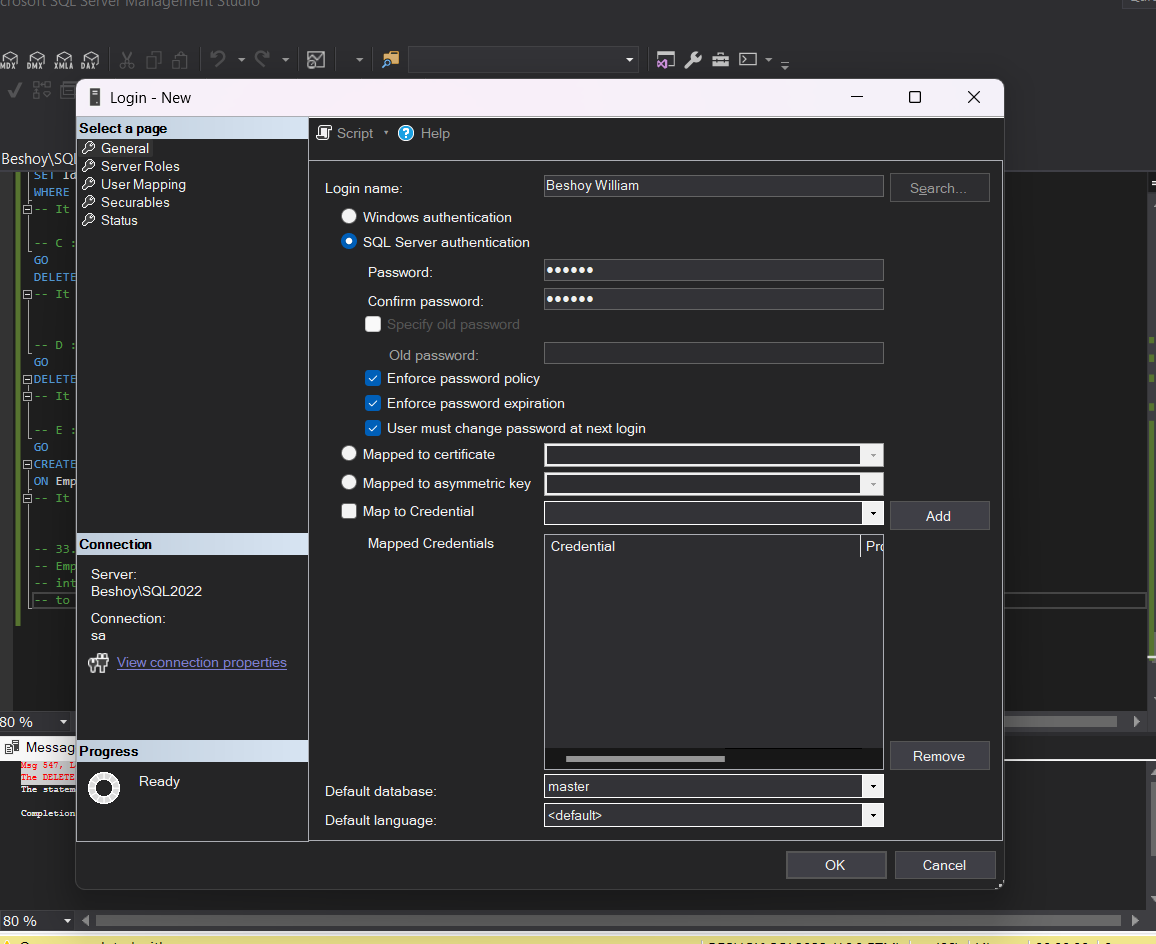 crosoft SQL Server Management Studio
MDX DMX XMLA DAX
Login - New
Select a page
General
Server Roles
User Mapping
Securables
Status
Script
Help
Login name:
Beshoy William
Search...
Windows authentication
SQL Server authentication
Password:
••••••
Confirm password:
••••••
Specify old password
Old password:
Enforce password policy
Enforce password expiration
User must change password at next login
Mapped to certificate
Mapped to asymmetric key
Map to Credential
Add
Mapped Credentials
Credential
Pro
Remove
Default database:
master
Default language:
<default>
OK
Cancel
Connection
Server:
Beshoy\SQL2022
Connection:
sa
View connection properties
Progress
Ready
Beshoy\SQL
SET Id
WHERE
-- It
-- C :
GO
DELETE
-- It
-- D :
GO
DELETE
-- It
-- E :
GO
CREATE
ON Emp
-- It
-- 33.
-- Emp
-- int
-- to
80 %
Messag
Msg 547, L
The DELETE
The statem
Completion
80 %